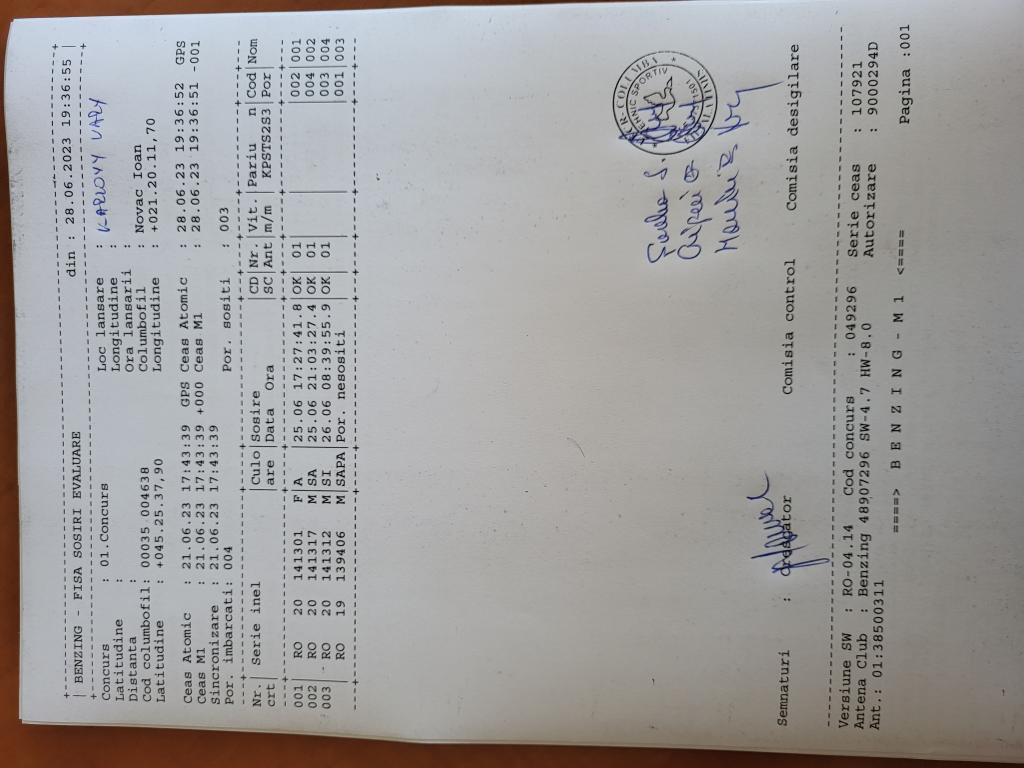 BENZING - FISA SOSIRI EVALUARE din : 28.06.2023 19:36:55
Concurs : 01.Concurs Loc lansare : KARLOVY VARY
Latitudine : Longitudine :
Distanta : Ora lansarii :
Cod columbofil: 00035 004638 Columbofil : Novac Ioan
Latitudine : +045.25.37,90 Longitudine : +021.20.11,70
Ceas Atomic : 21.06.23 17:43:39 GPS Ceas Atomic : 28.06.23 19:36:52 GPS
Ceas M1 : 21.06.23 17:43:39 +000 Ceas M1 : 28.06.23 19:36:51 -001
Sincronizare : 21.06.23 17:43:39
Por. imbarcati: 004 Por. sositi : 003
Nr. | Serie inel |Culo|Sosire |CD|Nr.|Vit.|Pariu n|Cod|Nom
crt| |are |Data Ora |SC|Ant|m/m | KPSTS2S3|Por|
001| RO 20 141301 F A |25.06 17:27:41.8|OK| 01| | |002|001
002| RO 20 141317 M SA |25.06 21:03:27.4|OK| 01| | |004|002
003| RO 20 141312 M SI |26.06 08:39:55.9|OK| 01| | |003|004
RO 19 139406 M SAPA|Por. nesositi | | | | |001|003
COLUMBA
SPORTIV
Semnaturi : Crescator Comisia control Comisia desigilare
Versiune SW : RO-04.14 Cod concurs : 049296 Serie ceas : 107921
Antena Club : Benzing 48907296 SW-4.7 HW-8.0 Autorizare : 9000294D
Ant.: 01:38500311
====> B E N Z I N G - M 1 <====
Pagina :001